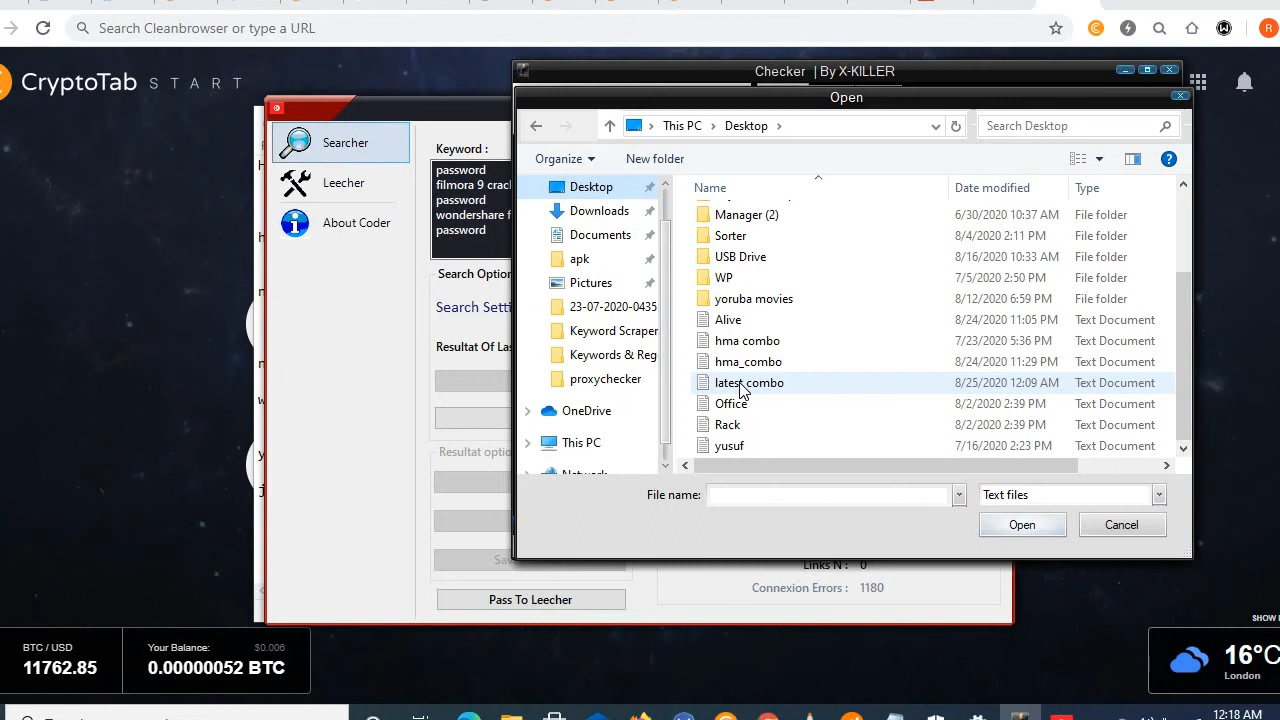 Search Cleanbrowser or type a URL
R
CryptoTab START
Checker | By X-KILLER
Open
This PC
Desktop
Search Desktop
Organize
New folder
Desktop
Downloads
Documents
apk
Pictures
23-07-2020-0435
Keyword Scraper
Keywords & Reg
proxychecker
OneDrive
This PC
Network
Name
Date modified
Type
Manager (2) 6/30/2020 10:37 AM File folder
Sorter 8/4/2020 2:11 PM File folder
USB Drive 8/16/2020 10:33 AM File folder
WP 7/5/2020 2:50 PM File folder
yoruba movies 8/12/2020 6:59 PM File folder
Alive 8/24/2020 11:05 PM Text Document
hma combo 7/23/2020 5:36 PM Text Document
hma_combo 8/24/2020 11:29 PM Text Document
latest combo 8/25/2020 12:09 AM Text Document
Office 8/2/2020 2:39 PM Text Document
Rack 8/2/2020 2:39 PM Text Document
yusuf 7/16/2020 2:23 PM Text Document
File name:
Text files
Open
Cancel
Searcher
Leecher
About Coder
Keyword :
password
filmora 9 crac
password
wondershare f
password
Search Option
Search Setti
Resultat Of Las
Resultat optio
Pass To Leecher
Links N : 0
Connexion Errors : 1180
BTC / USD
11762.85
Your Balance: $0.006
0.00000052 BTC
SHOW
16°C
London
12:18 AM